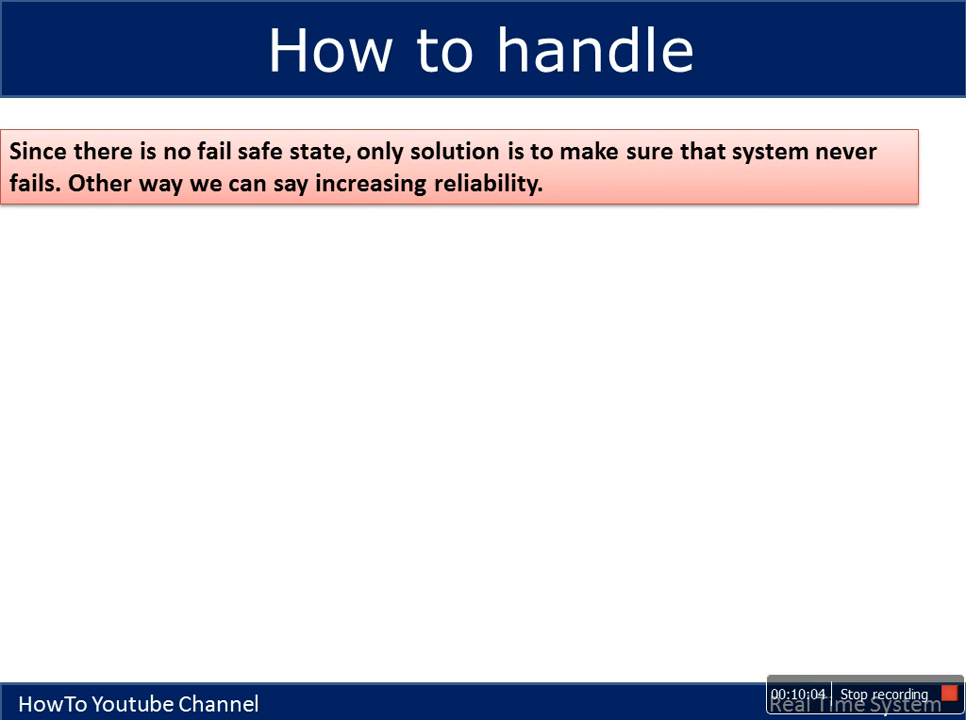 How to handle
Since there is no fail safe state, only solution is to make sure that system never
fails. Other way we can say increasing reliability.
HowTo Youtube Channel
00:10:04 Stop recording
Real Time System